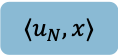 ⟨u_N, x⟩